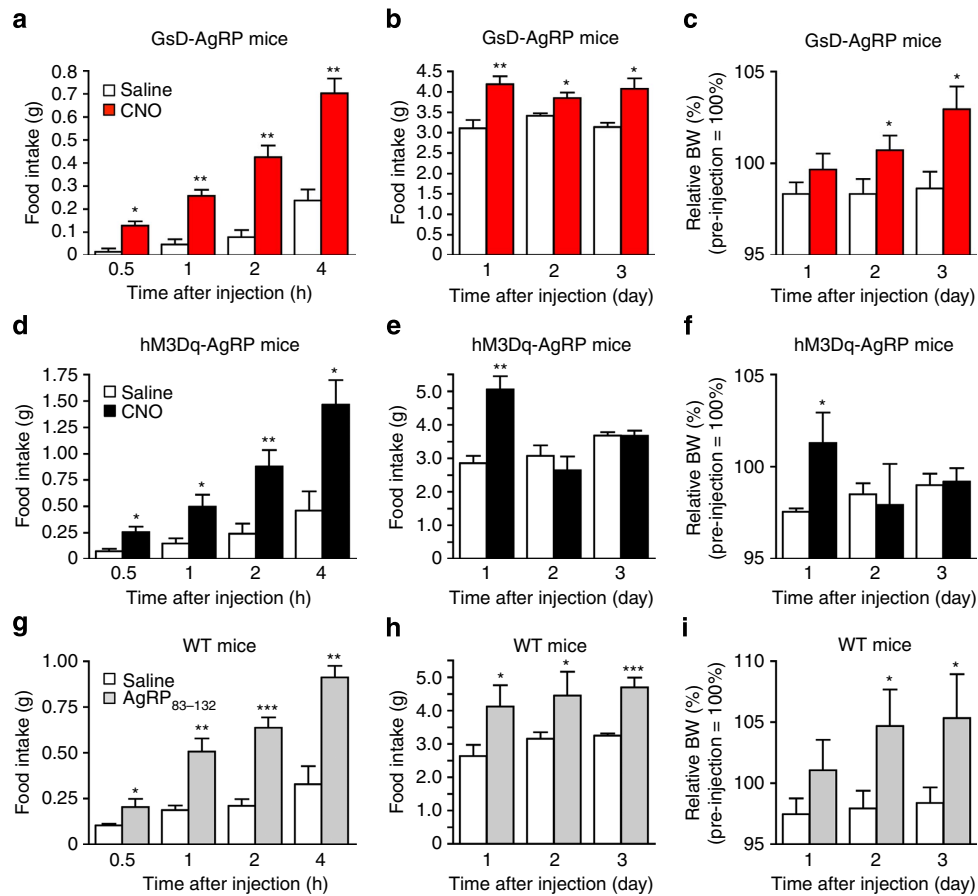 a
GsD-AgRP mice
Food intake (g)
0.8
0.7
0.6
0.5
0.4
0.3
0.2
0.1
0
Saline
CNO
*
**
**
**
0.5 1 2 4
Time after injection (h)
b
GsD-AgRP mice
Food intake (g)
4.5
4.0
3.5
3.0
2.5
2.0
1.5
1.0
0.5
0.0
**
*
*
1 2 3
Time after injection (day)
c
GsD-AgRP mice
Relative BW (%)
(pre-injection = 100%)
105
100
95
*
*
1 2 3
Time after injection (day)
d
hM3Dq-AgRP mice
Food intake (g)
1.75
1.50
1.25
1.00
0.75
0.50
0.25
0
Saline
CNO
*
*
**
*
0.5 1 2 4
Time after injection (h)
e
hM3Dq-AgRP mice
Food intake (g)
5.0
4.0
3.0
2.0
1.0
0
**
1 2 3
Time after injection (day)
f
hM3Dq-AgRP mice
Relative BW (%)
(pre-injection = 100%)
105
100
95
*
1 2 3
Time after injection (day)
g
WT mice
Food intake (g)
1.00
0.75
0.50
0.25
0
Saline
AgRP83–132
*
**
***
**
0.5 1 2 4
Time after injection (h)
h
WT mice
Food intake (g)
6.0
5.0
4.0
3.0
2.0
1.0
0
*
*
***
1 2 3
Time after injection (day)
i
WT mice
Relative BW (%)
(pre-injection = 100%)
110
105
100
95
*
*
1 2 3
Time after injection (day)